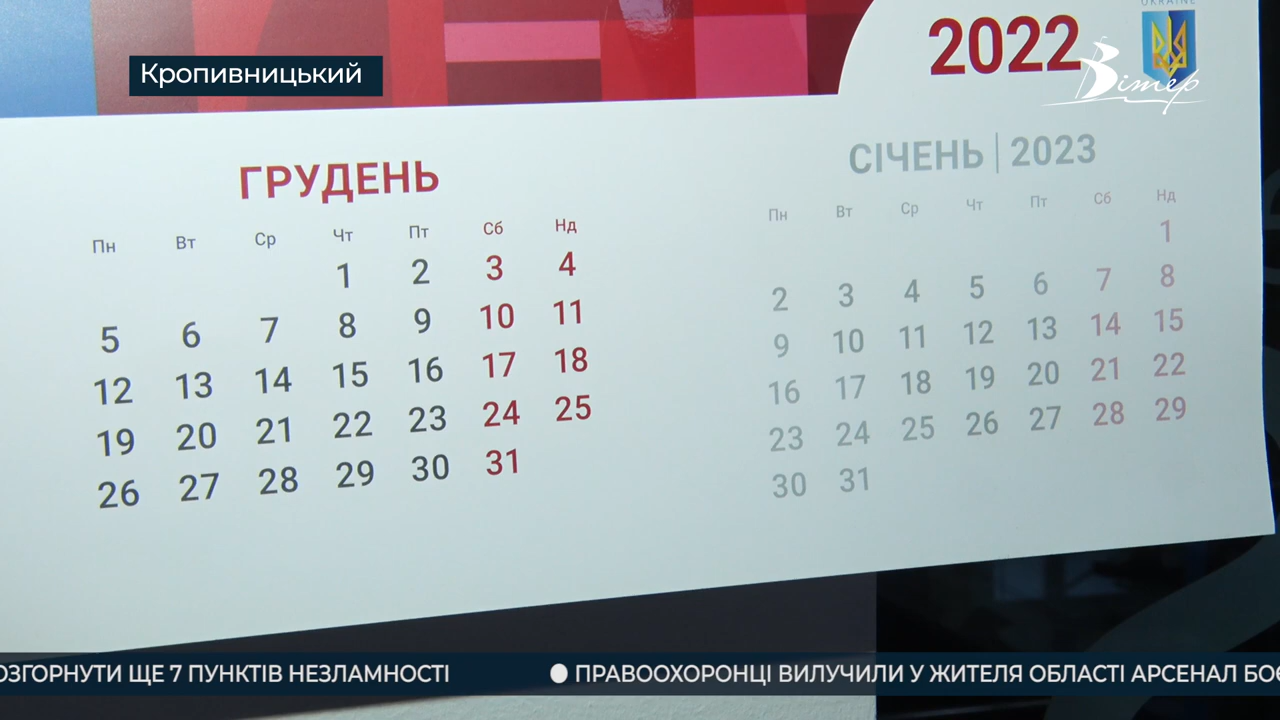 UKRAINE
2022
Вітер
Кропивницький
ГРУДЕНЬ
Пн Вт Ср Чт Пт Сб Нд
1 2 3 4
5 6 7 8 9 10 11
12 13 14 15 16 17 18
19 20 21 22 23 24 25
26 27 28 29 30 31
СІЧЕНЬ | 2023
Пн Вт Ср Чт Пт Сб Нд
1
2 3 4 5 6 7 8
9 10 11 12 13 14 15
16 17 18 19 20 21 22
23 24 25 26 27 28 29
30 31
ОЗГОРНУТИ ЩЕ 7 ПУНКТІВ НЕЗЛАМНОСТІ ● ПРАВООХОРОНЦІ ВИЛУЧИЛИ У ЖИТЕЛЯ ОБЛАСТІ АРСЕНАЛ БОЄ